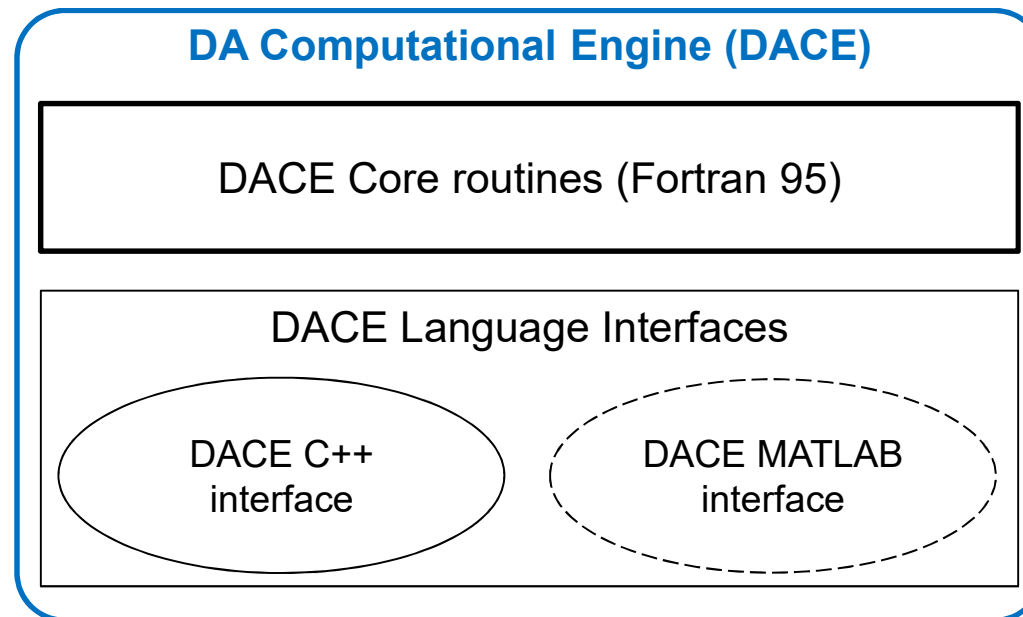 DA Computational Engine (DACE)
DACE Core routines (Fortran 95)
DACE Language Interfaces
DACE C++
interface
DACE MATLAB
interface